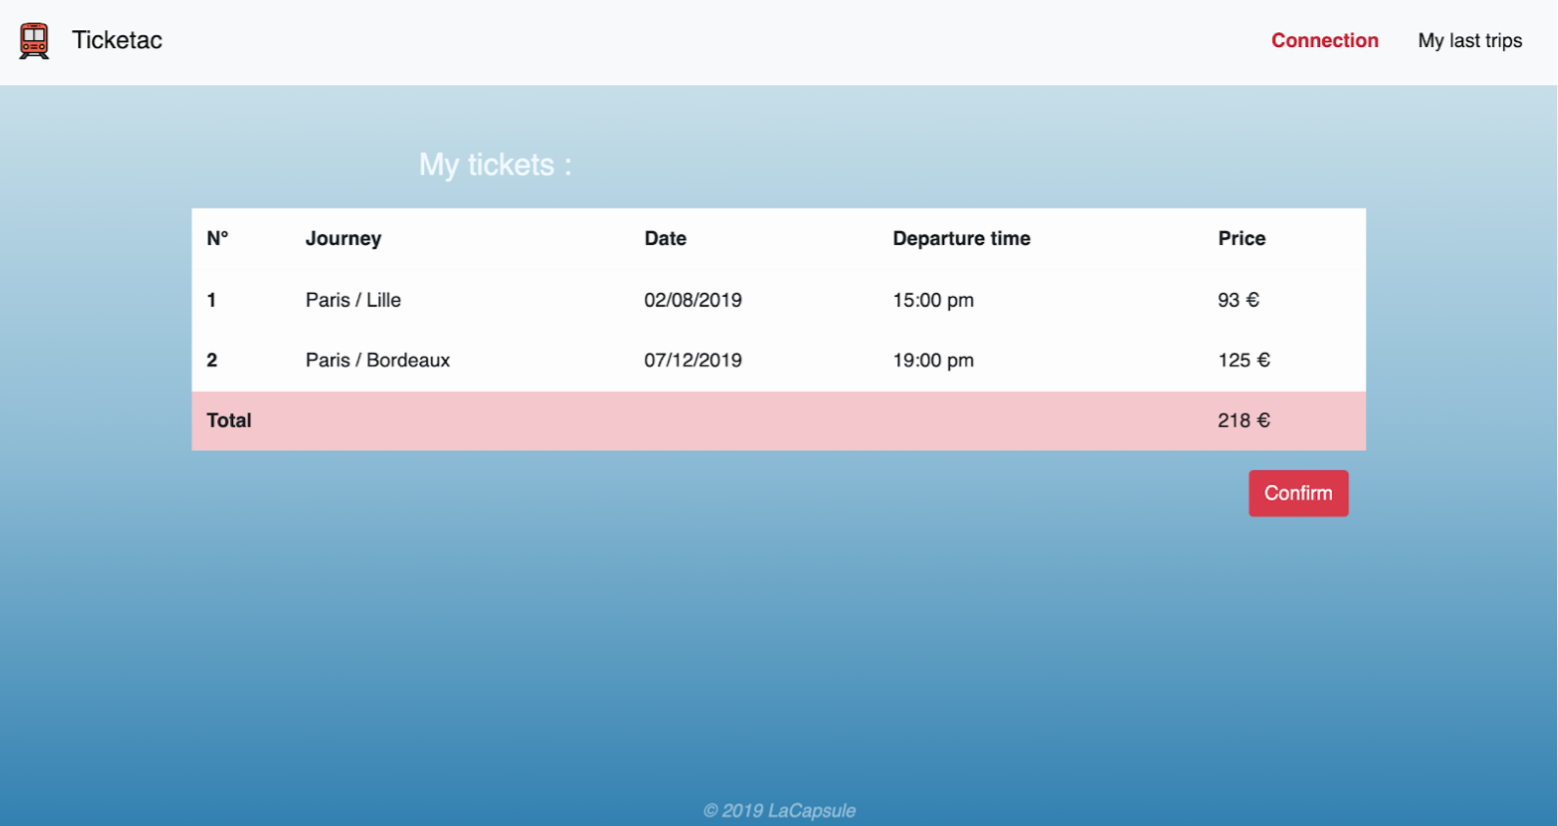 Ticketac Connection My last trips
My tickets :
N° Journey Date Departure time Price
1 Paris / Lille 02/08/2019 15:00 pm 93 €
2 Paris / Bordeaux 07/12/2019 19:00 pm 125 €
Total 218 €
Confirm
© 2019 LaCapsule